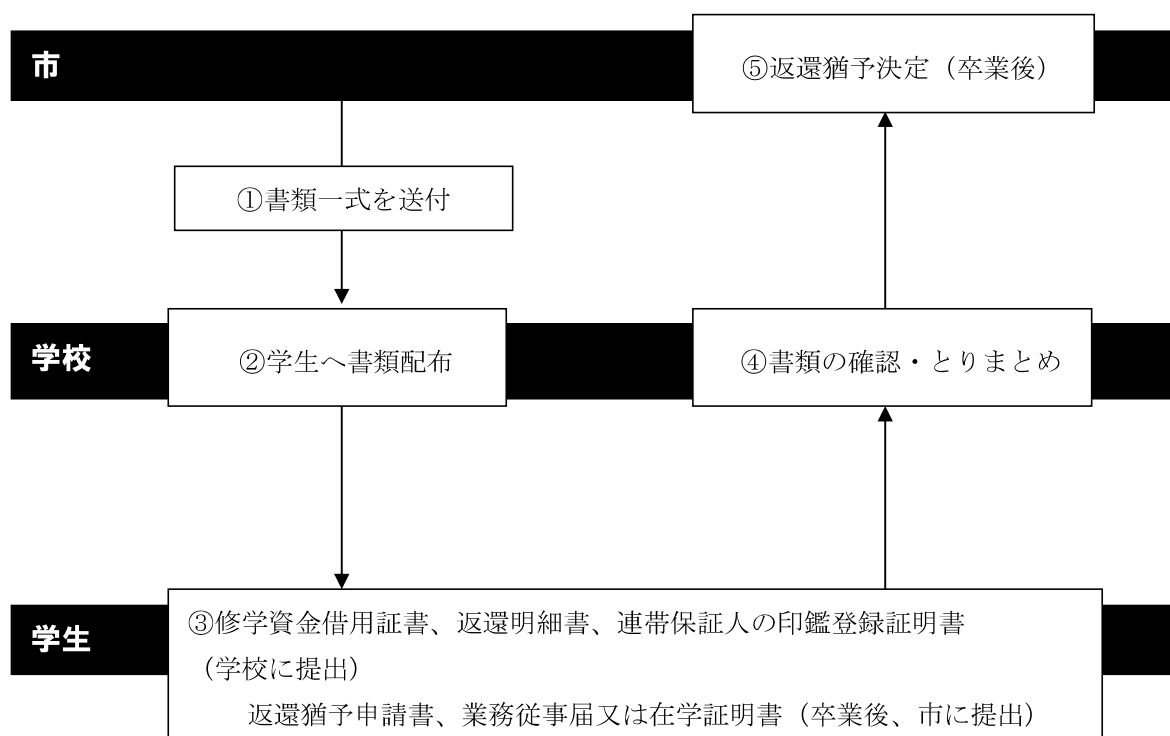 市
⑤返還猶予決定（卒業後）
①書類一式を送付
学校
②学生へ書類配布
④書類の確認・とりまとめ
学生
③修学資金借用証書、返還明細書、連帯保証人の印鑑登録証明書
（学校に提出）
返還猶予申請書、業務従事届又は在学証明書（卒業後、市に提出）